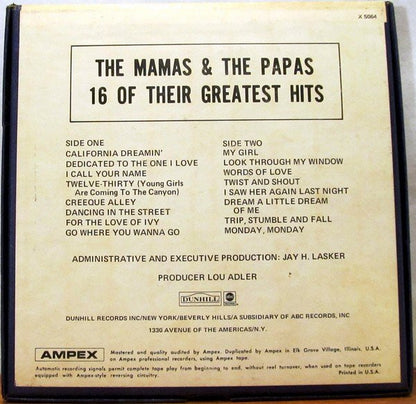 X 5064
THE MAMAS & THE PAPAS
16 OF THEIR GREATEST HITS
SIDE ONE
CALIFORNIA DREAMIN'
DEDICATED TO THE ONE I LOVE
I CALL YOUR NAME
TWELVE-THIRTY (Young Girls
Are Coming To The Canyon)
CREEQUE ALLEY
DANCING IN THE STREET
FOR THE LOVE OF IVY
GO WHERE YOU WANNA GO
SIDE TWO
MY GIRL
LOOK THROUGH MY WINDOW
WORDS OF LOVE
TWIST AND SHOUT
I SAW HER AGAIN LAST NIGHT
DREAM A LITTLE DREAM
OF ME
TRIP, STUMBLE AND FALL
MONDAY, MONDAY
ADMINISTRATIVE AND EXECUTIVE PRODUCTION: JAY H. LASKER
PRODUCER LOU ADLER
DUNHILL
DUNHILL RECORDS INC/NEW YORK/BEVERLY HILLS/A SUBSIDIARY OF ABC RECORDS, INC
1330 AVENUE OF THE AMERICAS/N.Y.
AMPEX
Mastered and quality audited by Ampex. Duplicated by Ampex in Elk Grove Village, Illinois, U.S.A.
on Ampex professional recorders, using Ampex tape. Printed in U.S.A.
Automatic recording signals permit complete tape play from beginning to end, without reel turnover, when used on tape recorders
equipped with Ampex-style reversing circuitry.